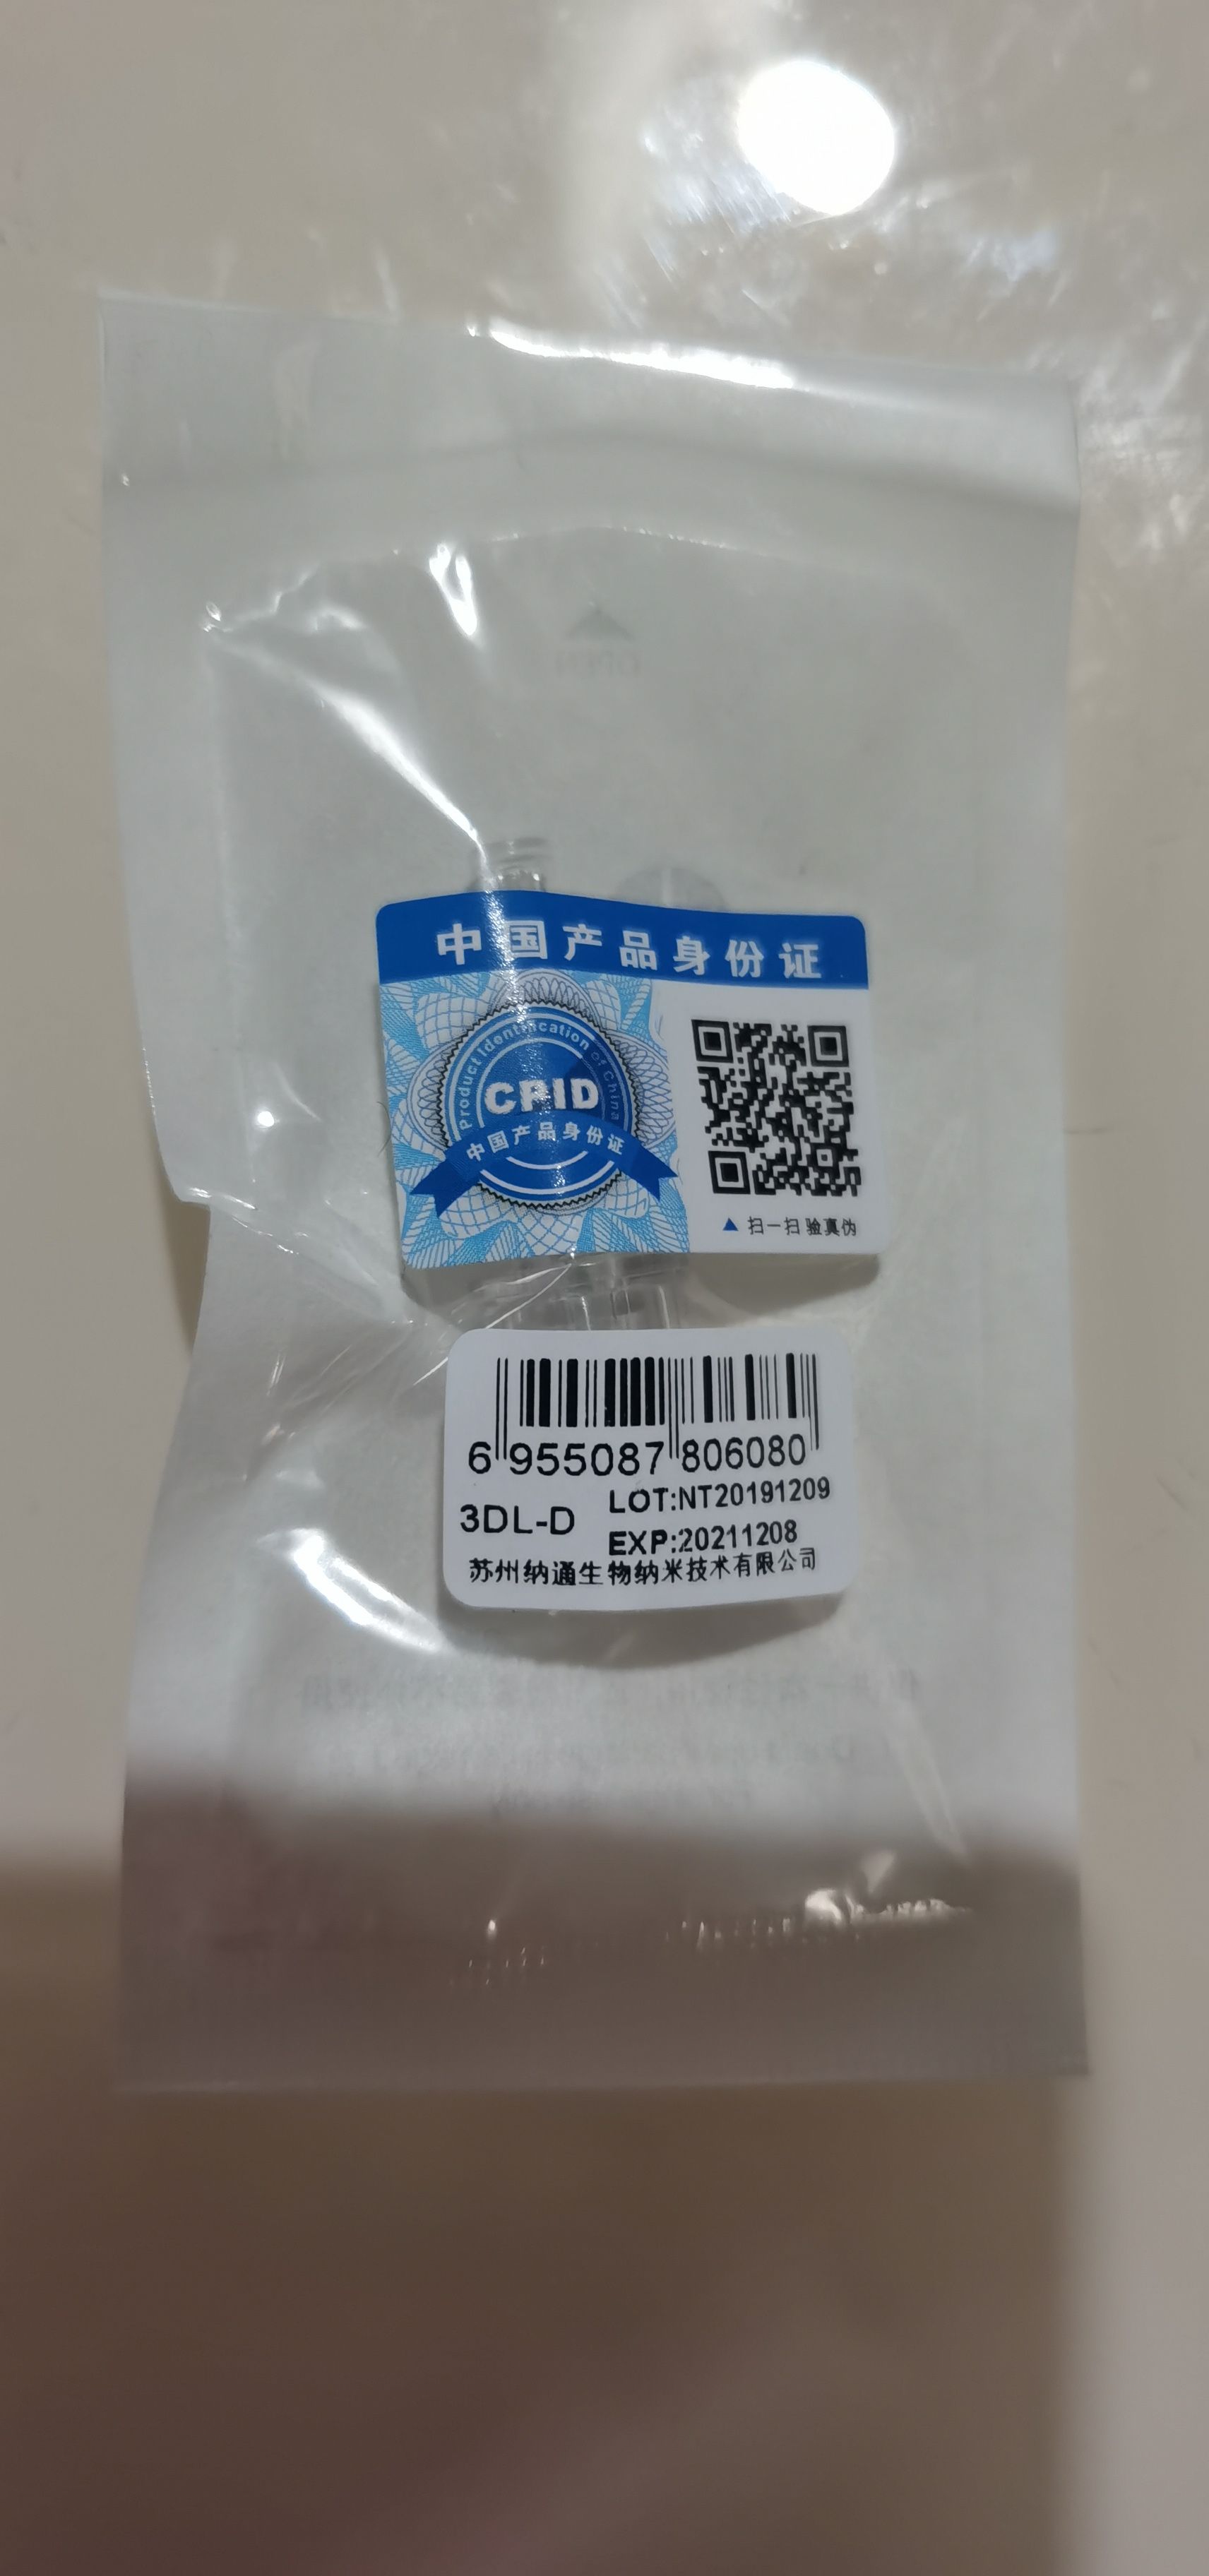 中国产品身份证
Product Identification of China
CPID
中国产品身份证
▲ 扫一扫 验真伪
6 955087 806080
3DL-D
LOT:NT20191209
EXP:20211208
苏州纳通生物纳米技术有限公司